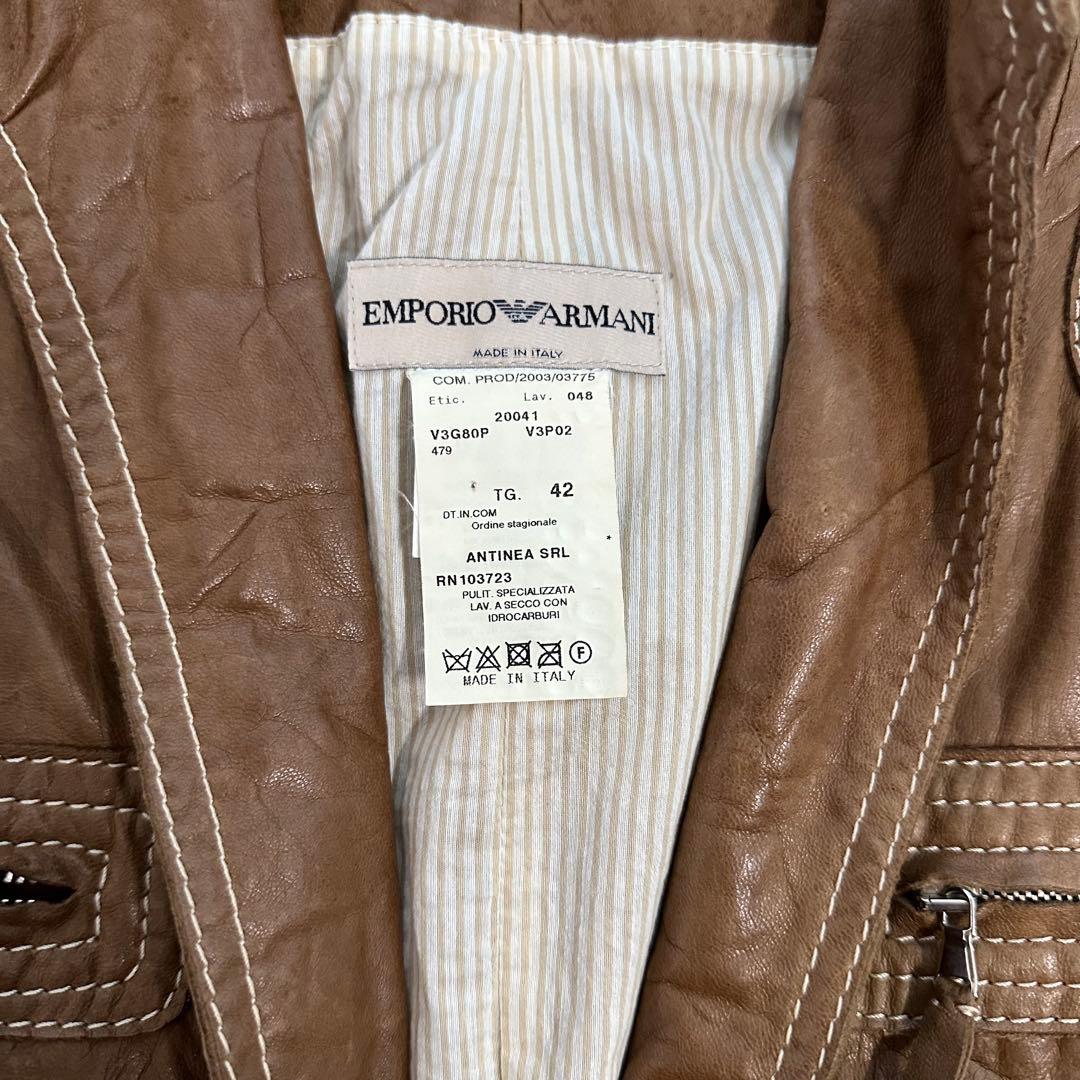 EMPORIO ARMANI
MADE IN ITALY
COM. PROD/2003/03775
Etic. Lav. 048
20041
V3G80P V3P02
479
TG. 42
DT.IN.COM
Ordine stagionale
*
ANTINEA SRL
RN103723
PULIT. SPECIALIZZATA
LAV. A SECCO CON
IDROCARBURI
F
MADE IN ITALY